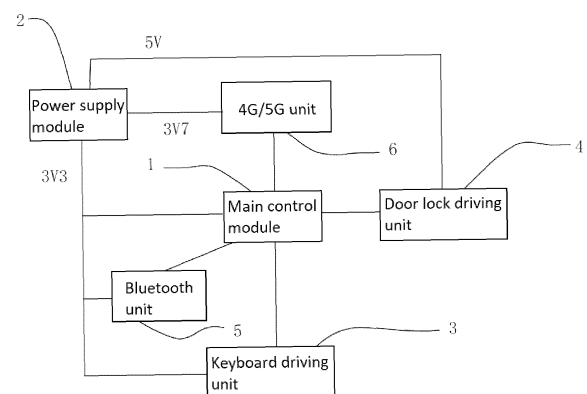 2
5V
Power supply
module
3V7
4G/5G unit
6
4
3V3
1
Main control
module
Door lock driving
unit
Bluetooth
unit
5
3
Keyboard driving
unit